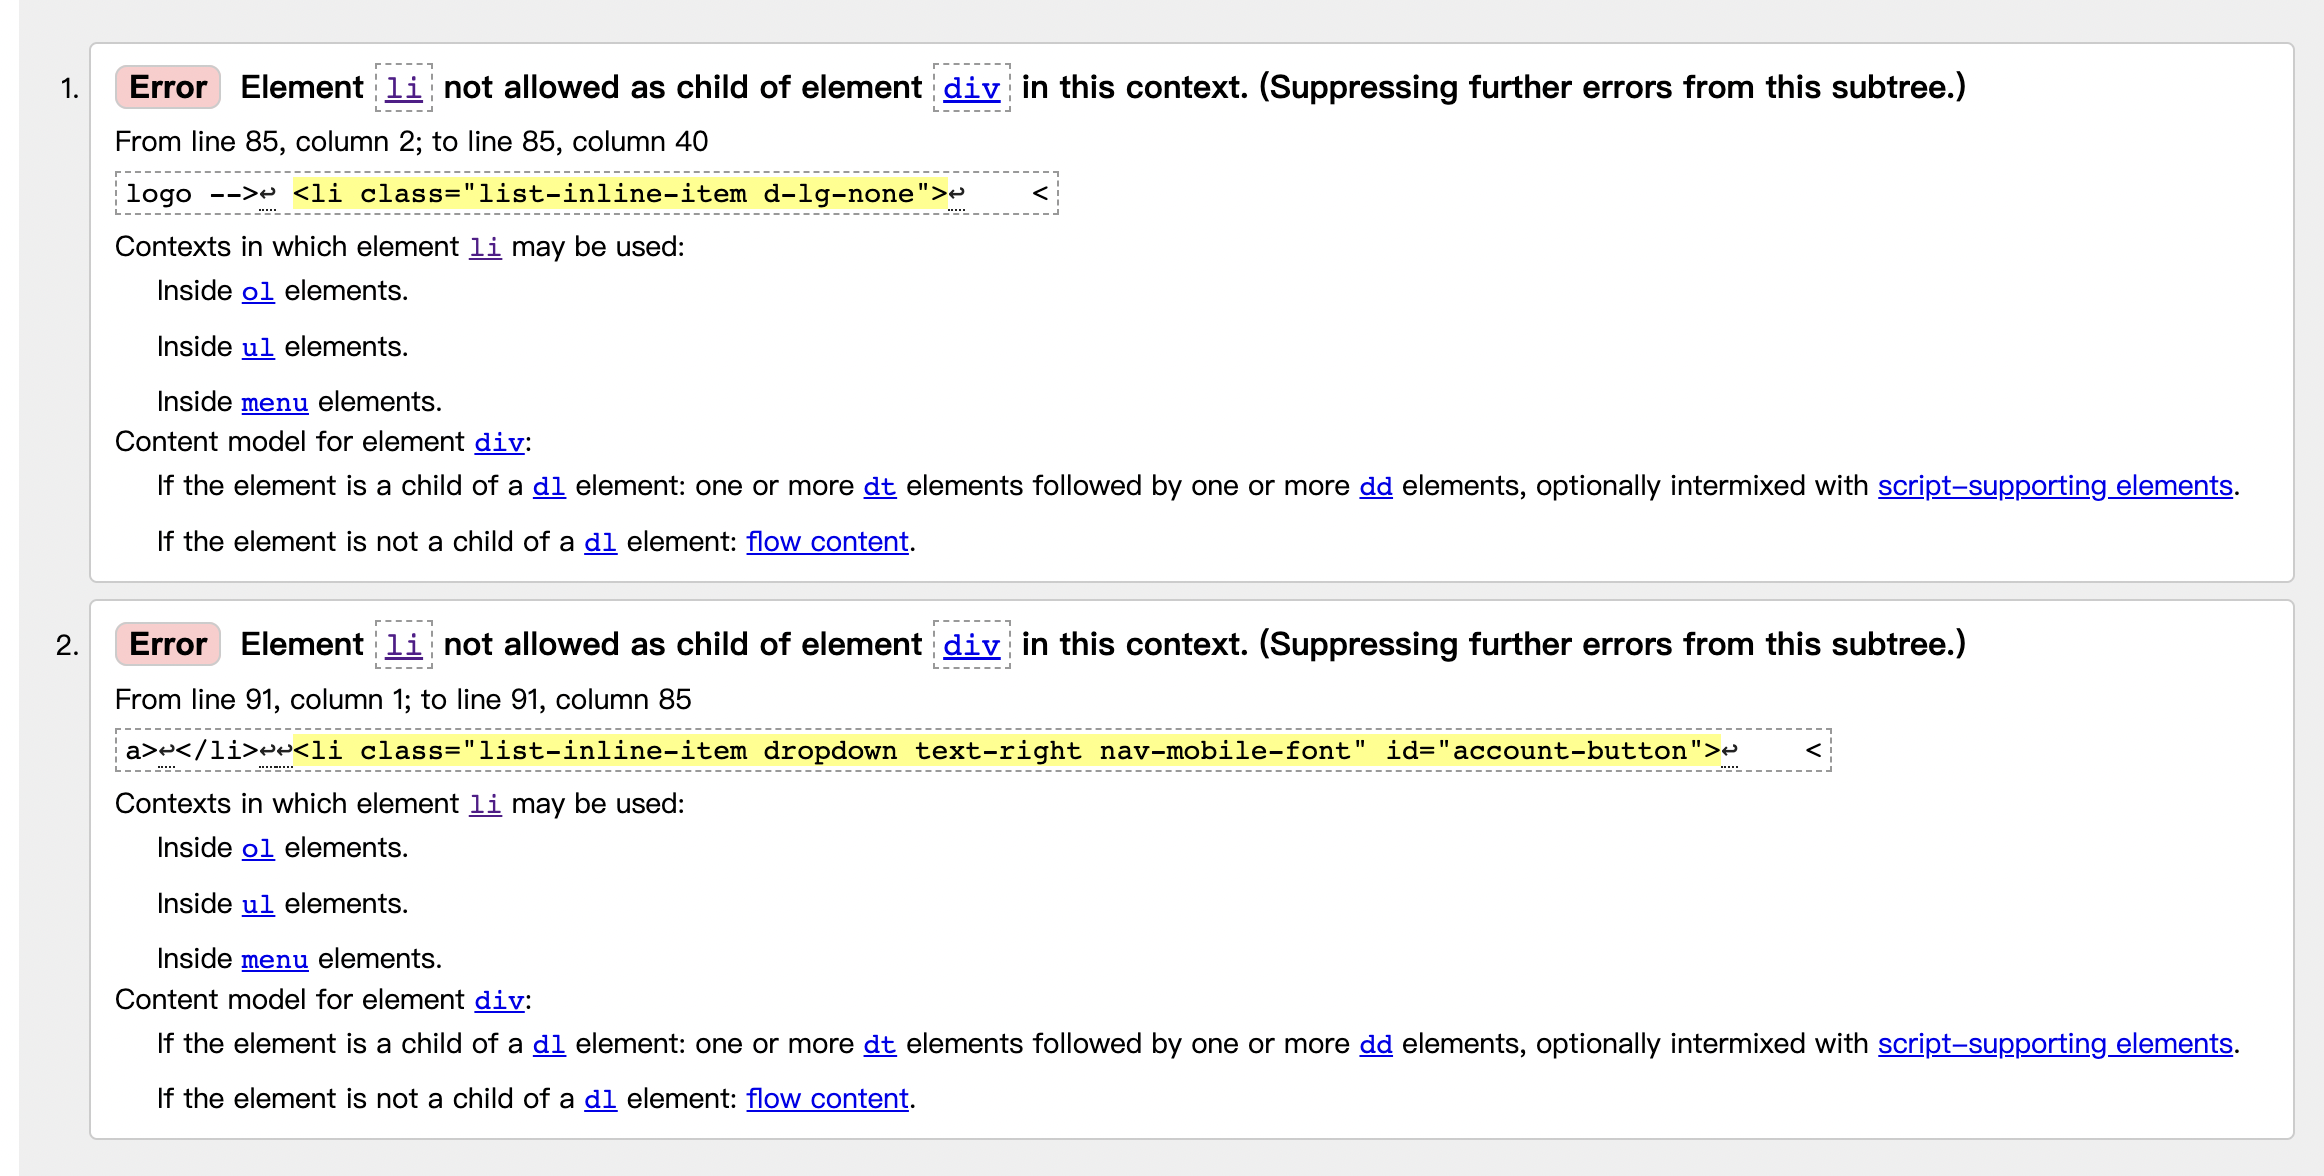 1. Error Element li not allowed as child of element div in this context. (Suppressing further errors from this subtree.)
From line 85, column 2; to line 85, column 40
logo -->↩ <li class="list-inline-item d-lg-none">↩    <
Contexts in which element li may be used:
Inside ol elements.
Inside ul elements.
Inside menu elements.
Content model for element div:
If the element is a child of a dl element: one or more dt elements followed by one or more dd elements, optionally intermixed with script-supporting elements.
If the element is not a child of a dl element: flow content.
2. Error Element li not allowed as child of element div in this context. (Suppressing further errors from this subtree.)
From line 91, column 1; to line 91, column 85
a>↩</li>↩↩<li class="list-inline-item dropdown text-right nav-mobile-font" id="account-button">↩    <
Contexts in which element li may be used:
Inside ol elements.
Inside ul elements.
Inside menu elements.
Content model for element div:
If the element is a child of a dl element: one or more dt elements followed by one or more dd elements, optionally intermixed with script-supporting elements.
If the element is not a child of a dl element: flow content.